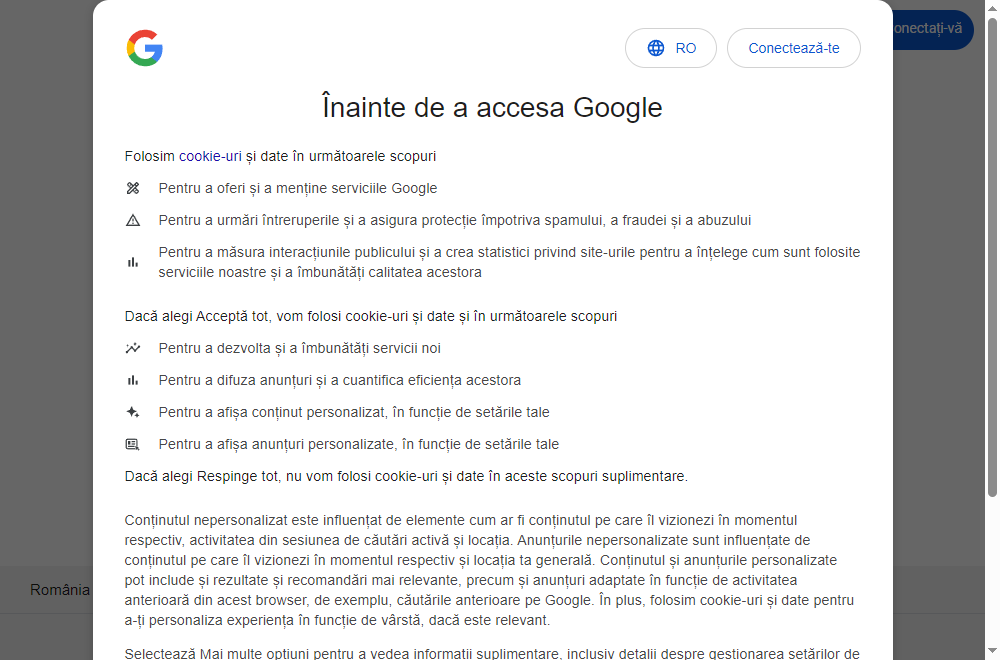 onectați-vă
RO
Conectează-te
Înainte de a accesa Google
Folosim cookie-uri și date în următoarele scopuri
Pentru a oferi și a menține serviciile Google
Pentru a urmări întreruperile și a asigura protecție împotriva spamului, a fraudei și a abuzului
Pentru a măsura interacțiunile publicului și a crea statistici privind site-urile pentru a înțelege cum sunt folosite
serviciile noastre și a îmbunătăți calitatea acestora
Dacă alegi Acceptă tot, vom folosi cookie-uri și date și în următoarele scopuri
Pentru a dezvolta și a îmbunătăți servicii noi
Pentru a difuza anunțuri și a cuantifica eficiența acestora
Pentru a afișa conținut personalizat, în funcție de setările tale
Pentru a afișa anunțuri personalizate, în funcție de setările tale
Dacă alegi Respinge tot, nu vom folosi cookie-uri și date în aceste scopuri suplimentare.
Conținutul nepersonalizat este influențat de elemente cum ar fi conținutul pe care îl vizionezi în momentul
respectiv, activitatea din sesiunea de căutări activă și locația. Anunțurile nepersonalizate sunt influențate de
conținutul pe care îl vizionezi în momentul respectiv și locația ta generală. Conținutul și anunțurile personalizate
pot include și rezultate și recomandări mai relevante, precum și anunțuri adaptate în funcție de activitatea
anterioară din acest browser, de exemplu, căutările anterioare pe Google. În plus, folosim cookie-uri și date pentru
a-ți personaliza experiența în funcție de vârstă, dacă este relevant.
România
Selectează Mai multe opțiuni pentru a vedea informații suplimentare, inclusiv detalii despre gestionarea setărilor de